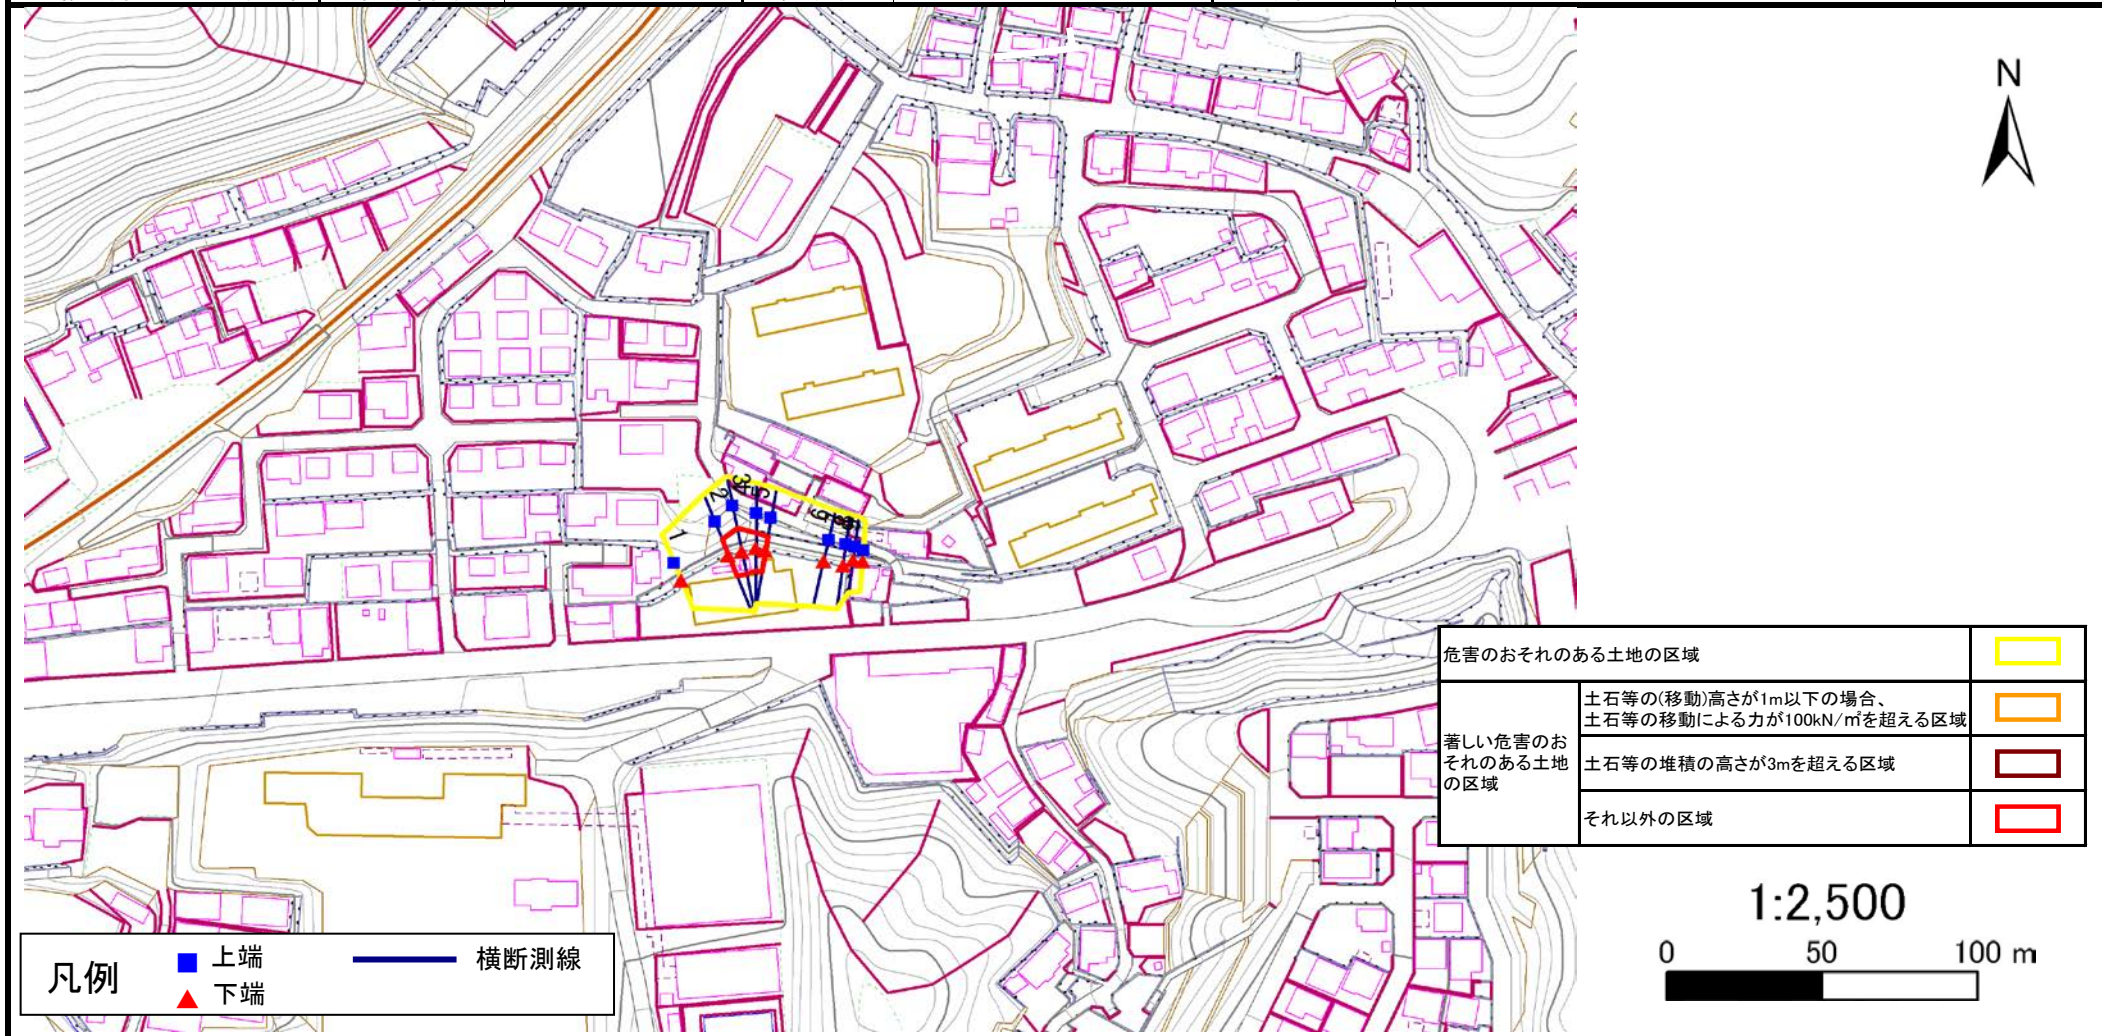 N
1
2
3
5
危害のおそれのある土地の区域
著しい危害のお
それのある土地
の区域
土石等の(移動)高さが1m以下の場合、
土石等の移動による力が100kN/㎡を超える区域
土石等の堆積の高さが3mを超える区域
それ以外の区域
1:2,500
0 50 100 m
凡例
上端
下端
横断測線